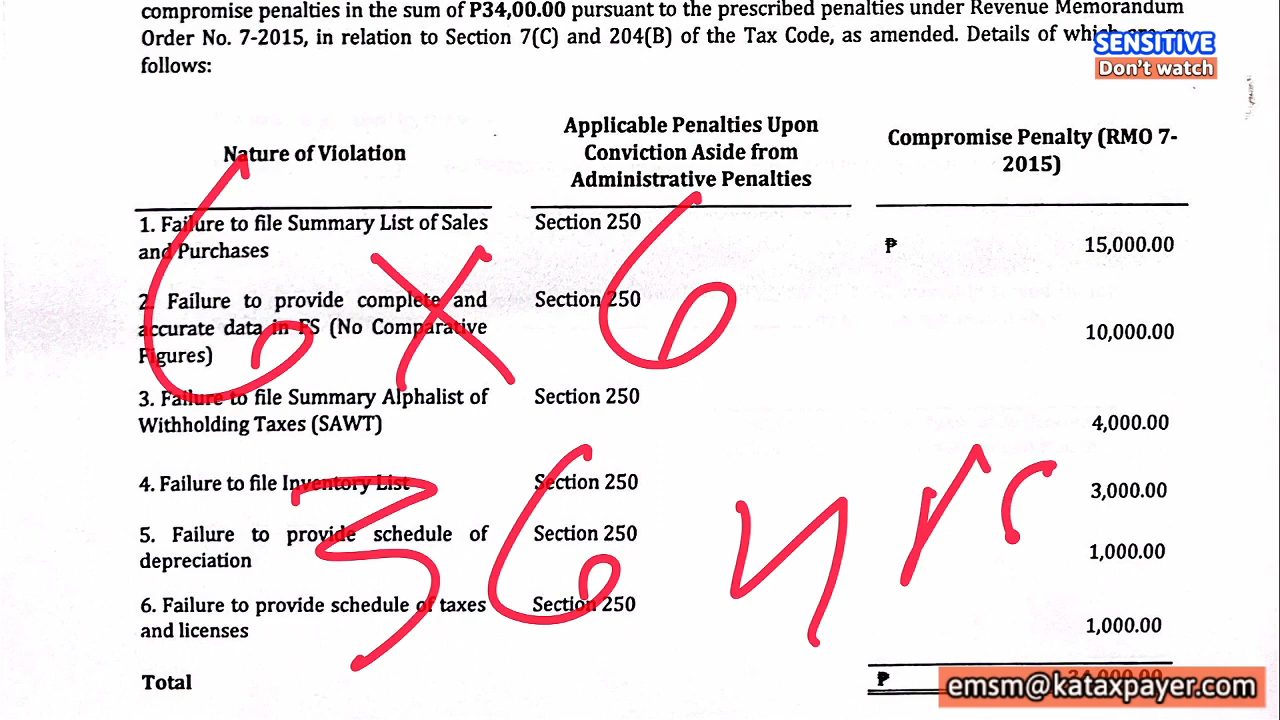 compromise penalties in the sum of P34,00.00 pursuant to the prescribed penalties under Revenue Memorandum
Order No. 7-2015, in relation to Section 7(C) and 204(B) of the Tax Code, as amended. Details of which are as
follows:
SENSITIVE
Don't watch
Nature of Violation
Applicable Penalties Upon
Conviction Aside from
Administrative Penalties
Compromise Penalty (RMO 7-
2015)
1. Failure to file Summary List of Sales
and Purchases
Section 250
₱ 15,000.00
2. Failure to provide complete and
accurate data in FS (No Comparative
Figures)
Section 250
10,000.00
3. Failure to file Summary Alphalist of
Withholding Taxes (SAWT)
Section 250
4,000.00
4. Failure to file Inventory List
Section 250
3,000.00
5. Failure to provide schedule of
depreciation
Section 250
1,000.00
6. Failure to provide schedule of taxes
and licenses
Section 250
1,000.00
Total
₱ 34,000.00
6 x 6
36
emsm@kataxpayer.com